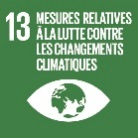 13 MESURES RELATIVES
À LA LUTTE CONTRE
LES CHANGEMENTS
CLIMATIQUES